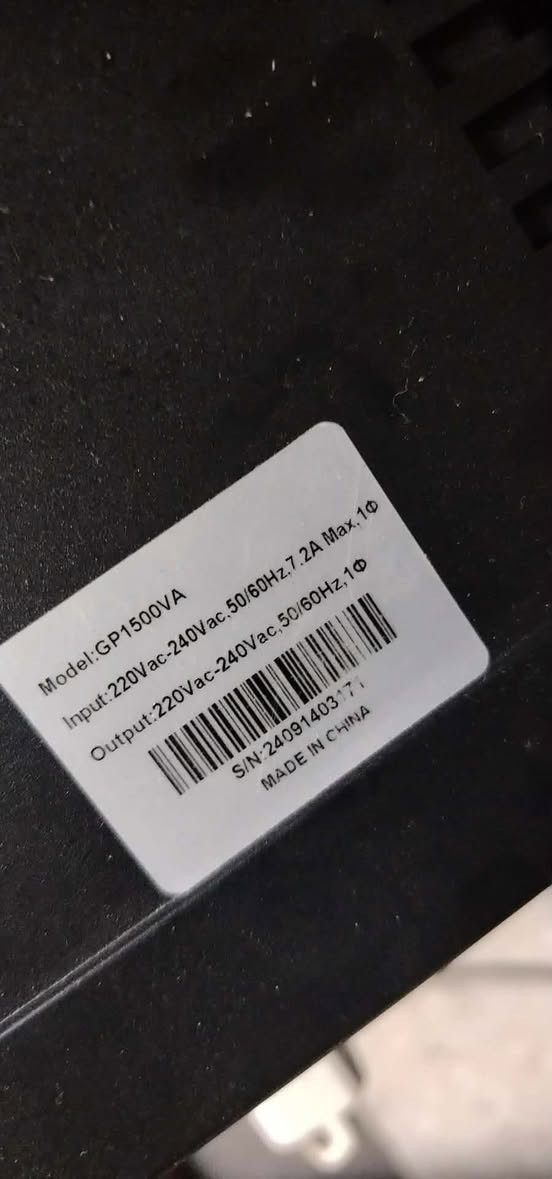 Model:GP1500VA
Input:220Vac-240Vac,50/60Hz,7.2A Max,1Φ
Output:220Vac-240Vac,50/60Hz,1Φ
S/N:24091403171
MADE IN CHINA